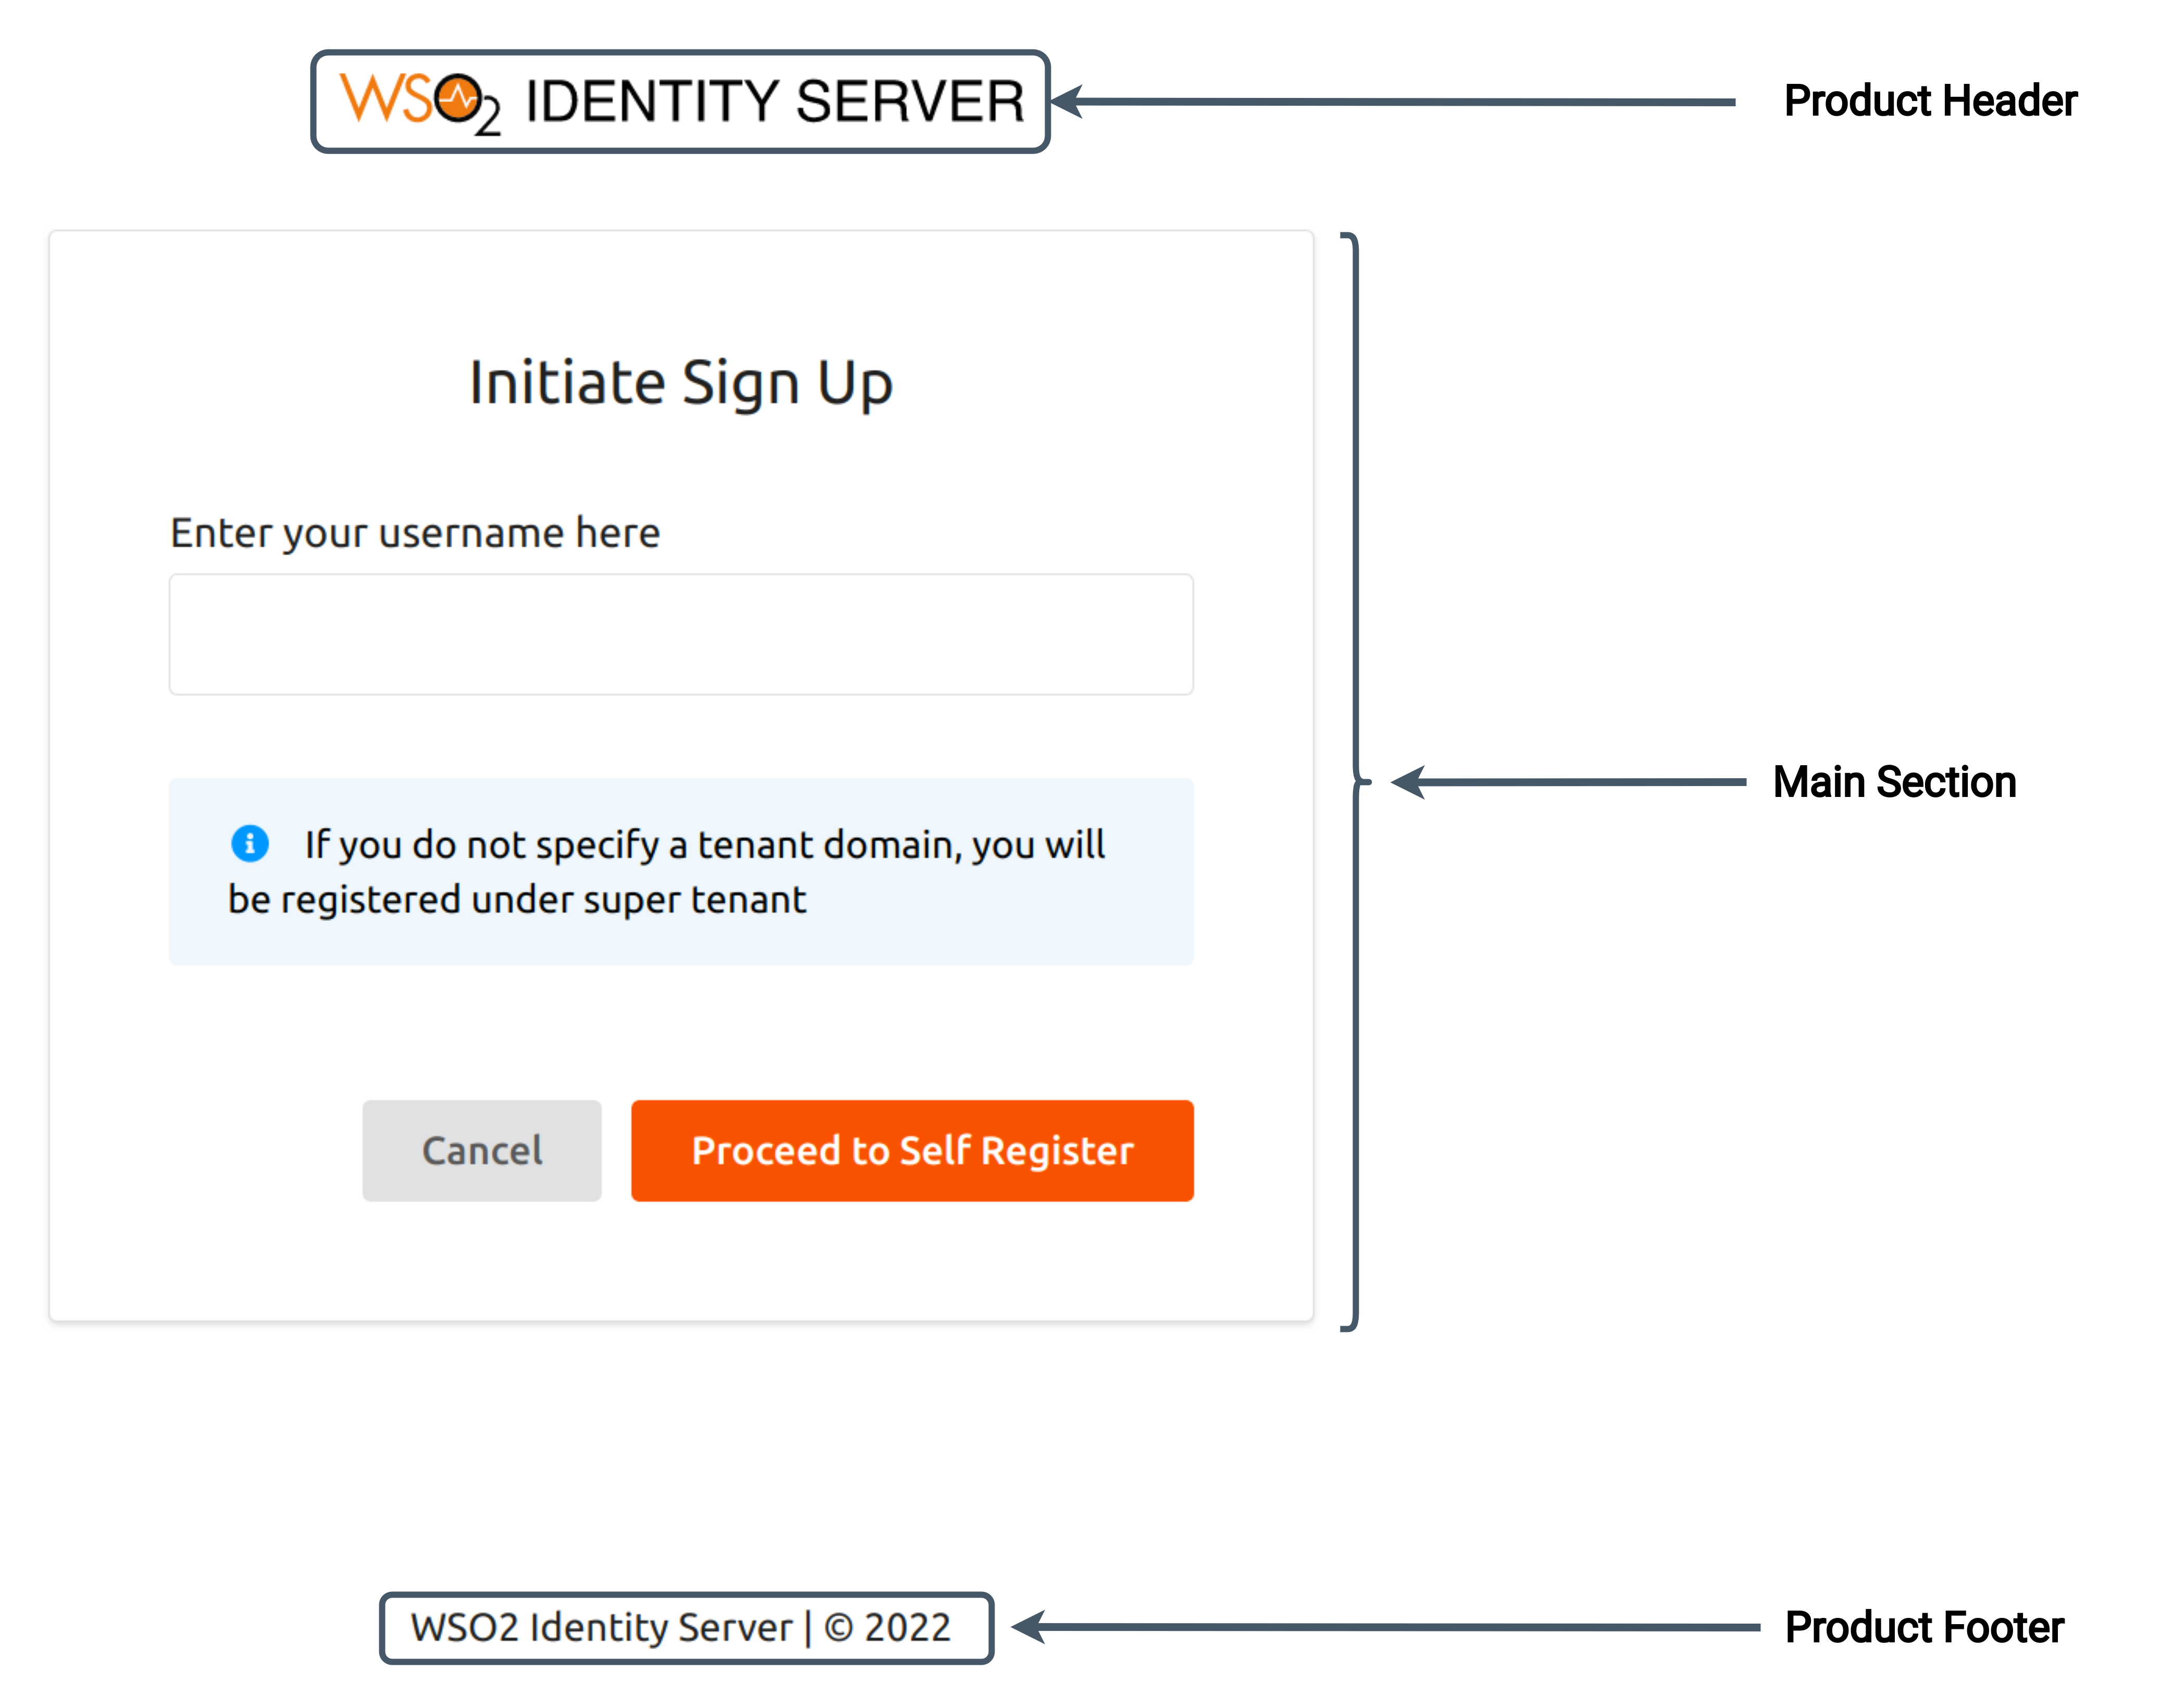 WSO2 IDENTITY SERVER
Product Header
Initiate Sign Up
Enter your username here
Main Section
If you do not specify a tenant domain, you will
be registered under super tenant
Cancel
Proceed to Self Register
WSO2 Identity Server | © 2022
Product Footer